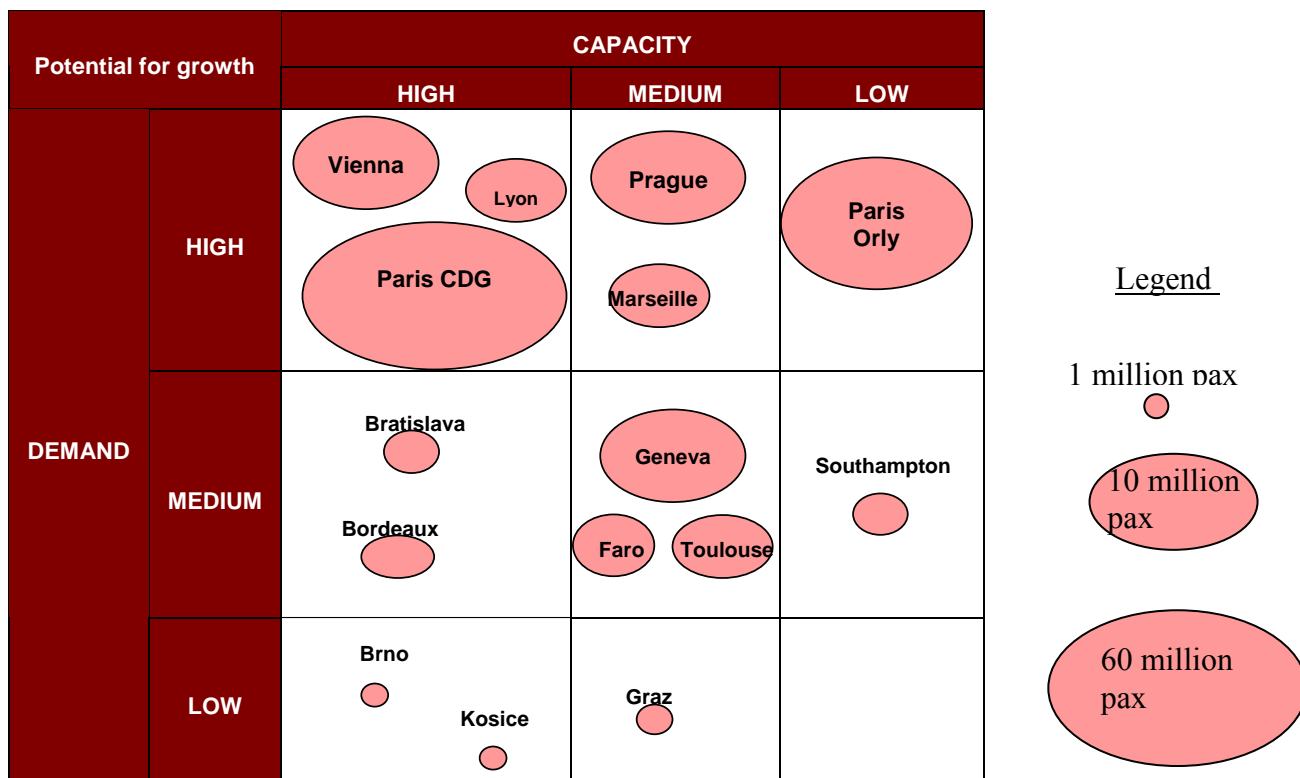 Potential for growth
CAPACITY
HIGH
MEDIUM
LOW
DEMAND
HIGH
Vienna
Lyon
Paris CDG
Prague
Marseille
Paris
Orly
MEDIUM
Bratislava
Bordeaux
Geneva
Faro
Toulouse
Southampton
LOW
Brno
Kosice
Graz
Legend
1 million pax
10 million
pax
60 million
pax